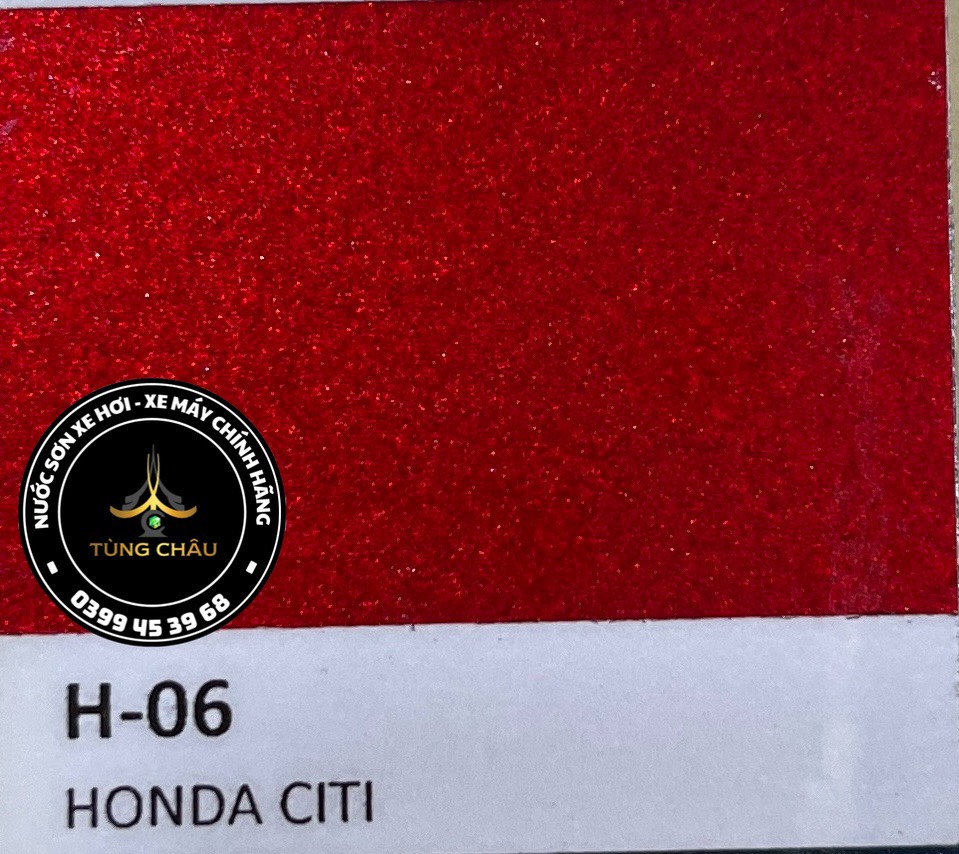 NƯỚC SƠN XE HƠI - XE MÁY CHÍNH HÃNG
TÙNG CHÂU
0399 45 39 68
H-06
HONDA CITI